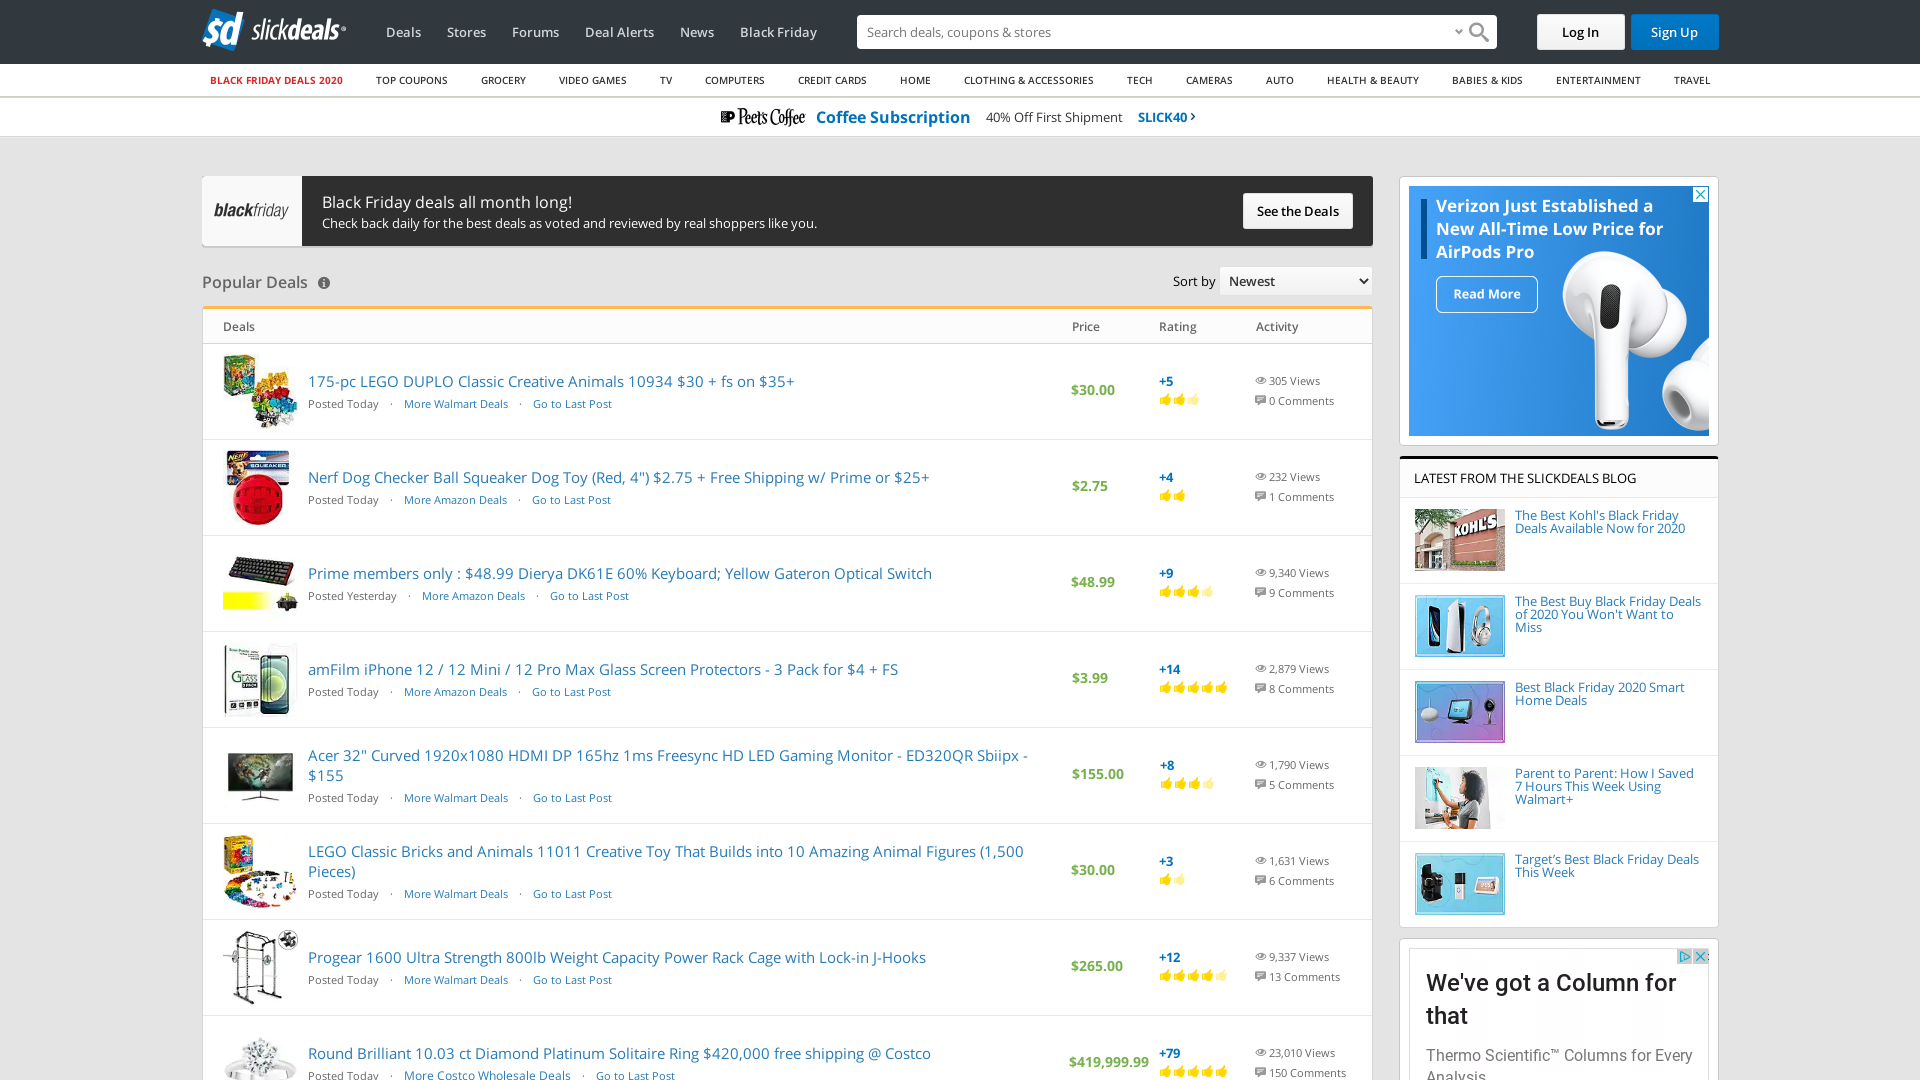 slickdeals
Deals
Stores
Forums
Deal Alerts
News
Black Friday
Search deals, coupons & stores
Log In
Sign Up
BLACK FRIDAY DEALS 2020
TOP COUPONS
GROCERY
VIDEO GAMES
TV
COMPUTERS
CREDIT CARDS
HOME
CLOTHING & ACCESSORIES
TECH
CAMERAS
AUTO
HEALTH & BEAUTY
BABIES & KIDS
ENTERTAINMENT
TRAVEL
Peet's Coffee Coffee Subscription 40% Off First Shipment SLICK40
blackfriday
Black Friday deals all month long!
Check back daily for the best deals as voted and reviewed by real shoppers like you.
See the Deals
Popular Deals
Sort by Newest
Deals Price Rating Activity
175-pc LEGO DUPLO Classic Creative Animals 10934 $30 + fs on $35+
Posted Today · More Walmart Deals · Go to Last Post
$30.00
+5
305 Views
0 Comments
Nerf Dog Checker Ball Squeaker Dog Toy (Red, 4") $2.75 + Free Shipping w/ Prime or $25+
Posted Today · More Amazon Deals · Go to Last Post
$2.75
+4
232 Views
1 Comments
Prime members only : $48.99 Dierya DK61E 60% Keyboard; Yellow Gateron Optical Switch
Posted Yesterday · More Amazon Deals · Go to Last Post
$48.99
+9
9,340 Views
9 Comments
amFilm iPhone 12 / 12 Mini / 12 Pro Max Glass Screen Protectors - 3 Pack for $4 + FS
Posted Today · More Amazon Deals · Go to Last Post
$3.99
+14
2,879 Views
8 Comments
Acer 32" Curved 1920x1080 HDMI DP 165hz 1ms Freesync HD LED Gaming Monitor - ED320QR Sbiipx -
$155
Posted Today · More Walmart Deals · Go to Last Post
$155.00
+8
1,790 Views
5 Comments
LEGO Classic Bricks and Animals 11011 Creative Toy That Builds into 10 Amazing Animal Figures (1,500
Pieces)
Posted Today · More Walmart Deals · Go to Last Post
$30.00
+3
1,631 Views
6 Comments
Progear 1600 Ultra Strength 800lb Weight Capacity Power Rack Cage with Lock-in J-Hooks
Posted Today · More Walmart Deals · Go to Last Post
$265.00
+12
9,337 Views
13 Comments
Round Brilliant 10.03 ct Diamond Platinum Solitaire Ring $420,000 free shipping @ Costco
Posted Today · More Costco Wholesale Deals · Go to Last Post
$419,999.99
+79
23,010 Views
150 Comments
Verizon Just Established a
New All-Time Low Price for
AirPods Pro
Read More
LATEST FROM THE SLICKDEALS BLOG
KOHL'S
The Best Kohl's Black Friday
Deals Available Now for 2020
The Best Buy Black Friday Deals
of 2020 You Won't Want to
Miss
Best Black Friday 2020 Smart
Home Deals
Parent to Parent: How I Saved
7 Hours This Week Using
Walmart+
Target's Best Black Friday Deals
This Week
We've got a Column for
that
Thermo Scientific™ Columns for Every
Analysis